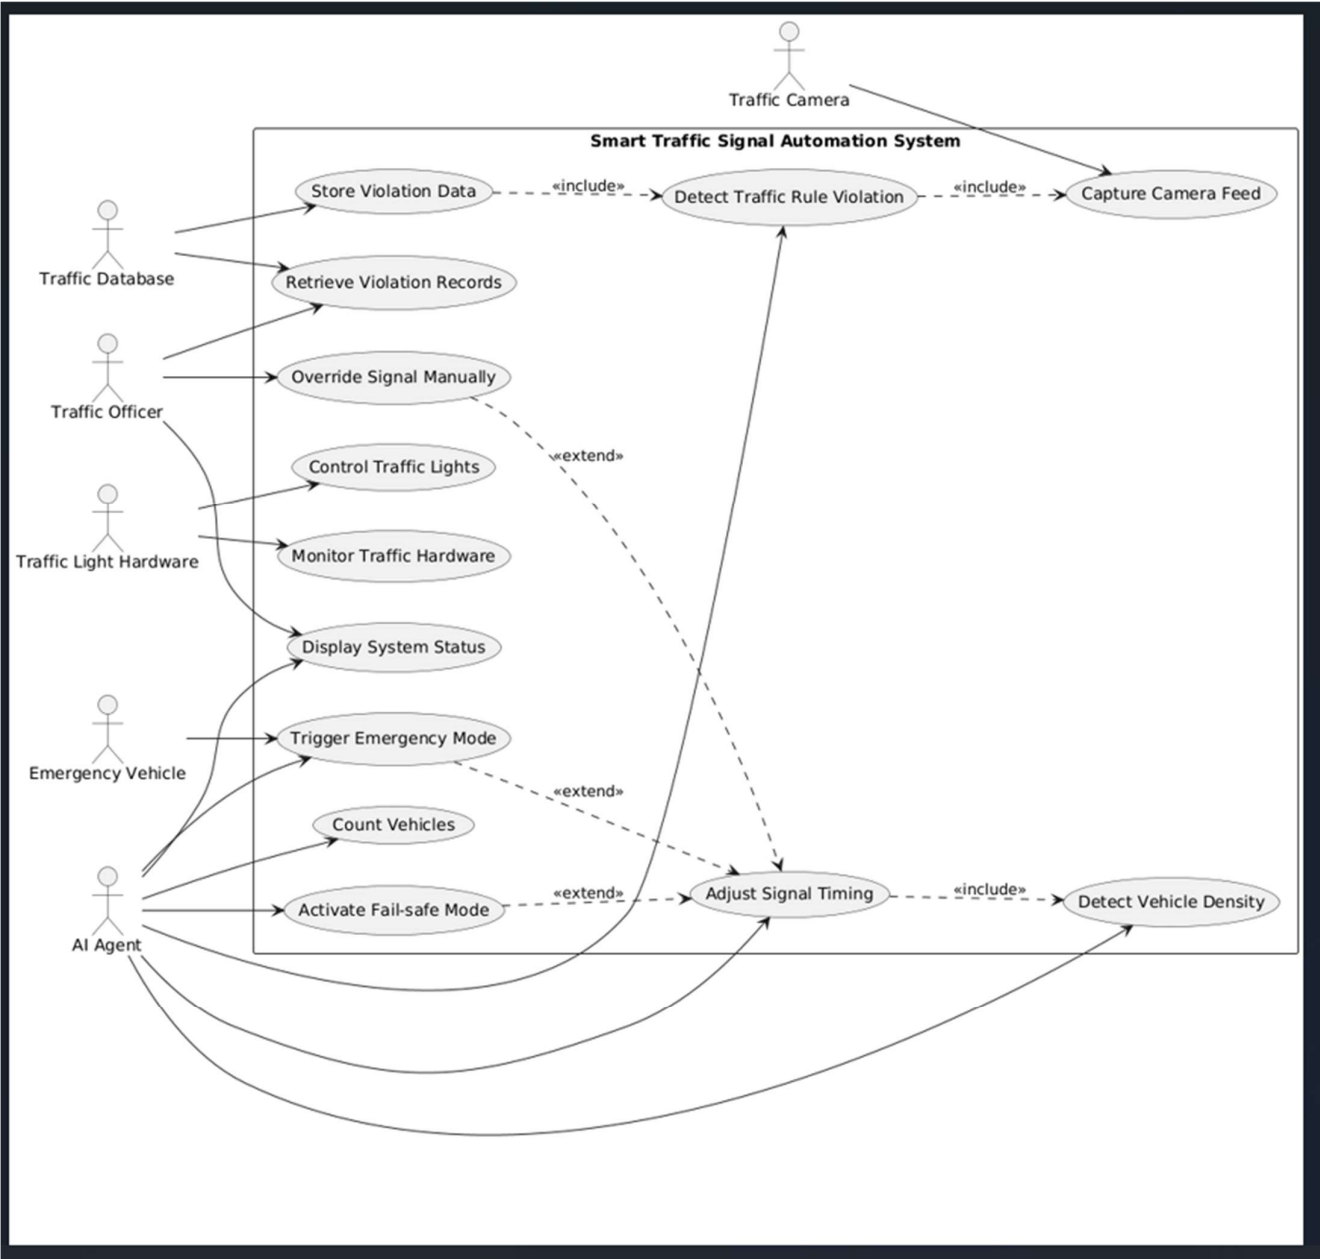 Traffic Camera
Smart Traffic Signal Automation System
Store Violation Data
«include»
Detect Traffic Rule Violation
«include»
Capture Camera Feed
Traffic Database
Retrieve Violation Records
Override Signal Manually
Traffic Officer
«extend»
Control Traffic Lights
Monitor Traffic Hardware
Traffic Light Hardware
Display System Status
Trigger Emergency Mode
Emergency Vehicle
«extend»
Count Vehicles
«extend»
Adjust Signal Timing
«include»
Detect Vehicle Density
Activate Fail-safe Mode
AI Agent